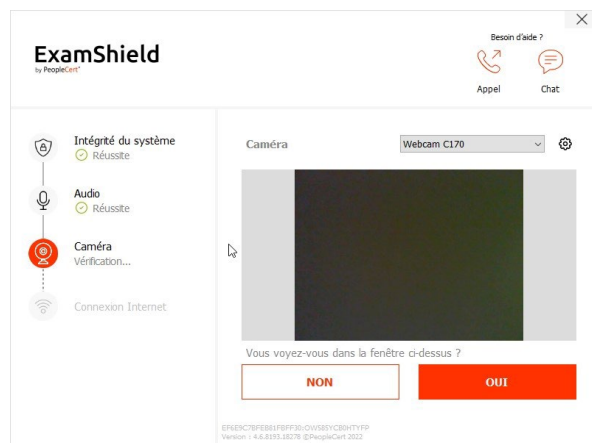 Besoin d'aide ?
ExamShield
by PeopleCert
Appel
Chat
Intégrité du système
Réussite
Audio
Réussite
Caméra
Vérification...
Connexion Internet
Caméra
Webcam C170
Vous voyez-vous dans la fenêtre ci-dessus ?
NON
OUI
Version : 4.6.8193.18278 ©PeopleCert 2022